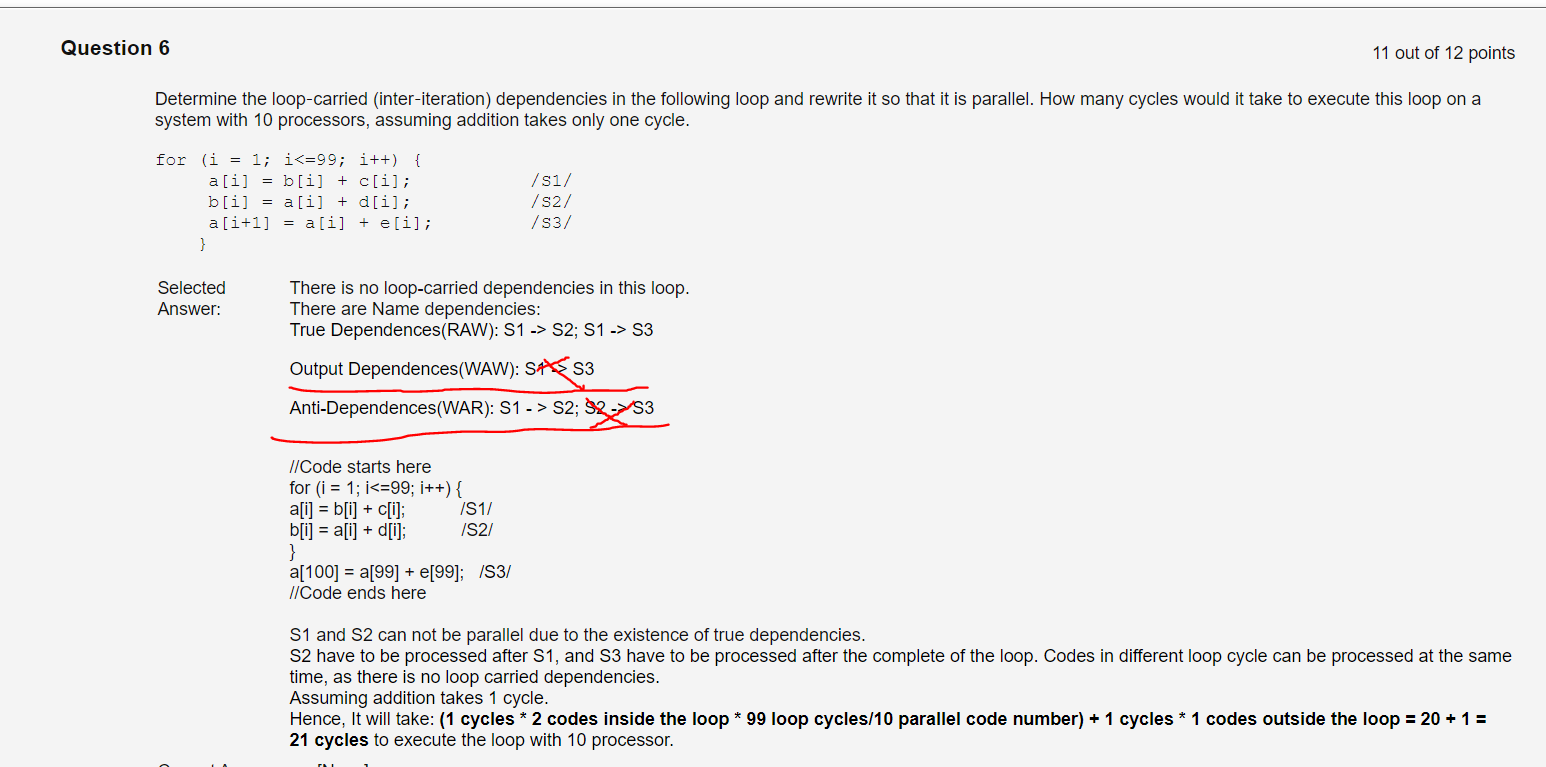 Question 6
11 out of 12 points
Determine the loop-carried (inter-iteration) dependencies in the following loop and rewrite it so that it is parallel. How many cycles would it take to execute this loop on a
system with 10 processors, assuming addition takes only one cycle.
for (i = 1; i<=99; i++) {
a[i] = b[i] + c[i]; /S1/
b[i] = a[i] + d[i]; /S2/
a[i+1] = a[i] + e[i]; /S3/
}
Selected There is no loop-carried dependencies in this loop.
Answer: There are Name dependencies:
True Dependences(RAW): S1 -> S2; S1 -> S3
Output Dependences(WAW): S1 -> S3
Anti-Dependences(WAR): S1 - > S2; S2 -> S3
//Code starts here
for (i = 1; i<=99; i++) {
a[i] = b[i] + c[i]; /S1/
b[i] = a[i] + d[i]; /S2/
}
a[100] = a[99] + e[99]; /S3/
//Code ends here
S1 and S2 can not be parallel due to the existence of true dependencies.
S2 have to be processed after S1, and S3 have to be processed after the complete of the loop. Codes in different loop cycle can be processed at the same
time, as there is no loop carried dependencies.
Assuming addition takes 1 cycle.
Hence, It will take: (1 cycles * 2 codes inside the loop * 99 loop cycles/10 parallel code number) + 1 cycles * 1 codes outside the loop = 20 + 1 =
21 cycles to execute the loop with 10 processor.